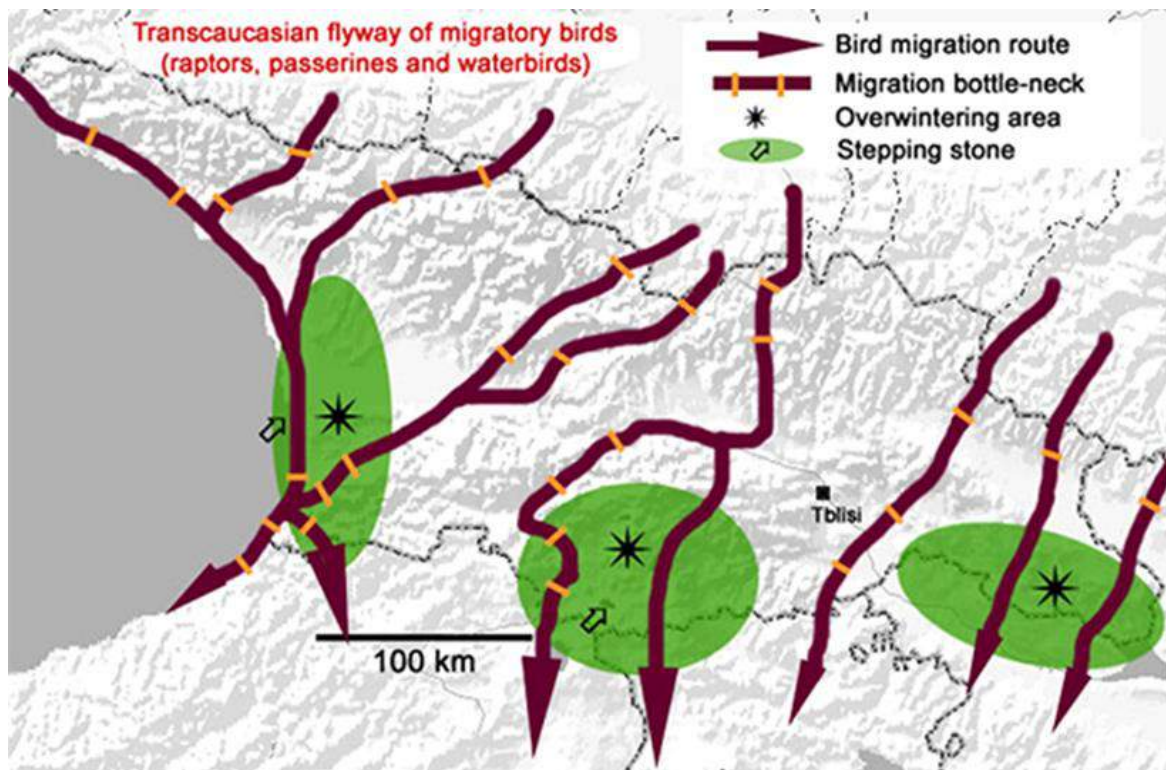 Transcaucasian flyway of migratory birds
(raptors, passerines and waterbirds)
Bird migration route
Migration bottle-neck
Overwintering area
Stepping stone
Tblisi
100 km